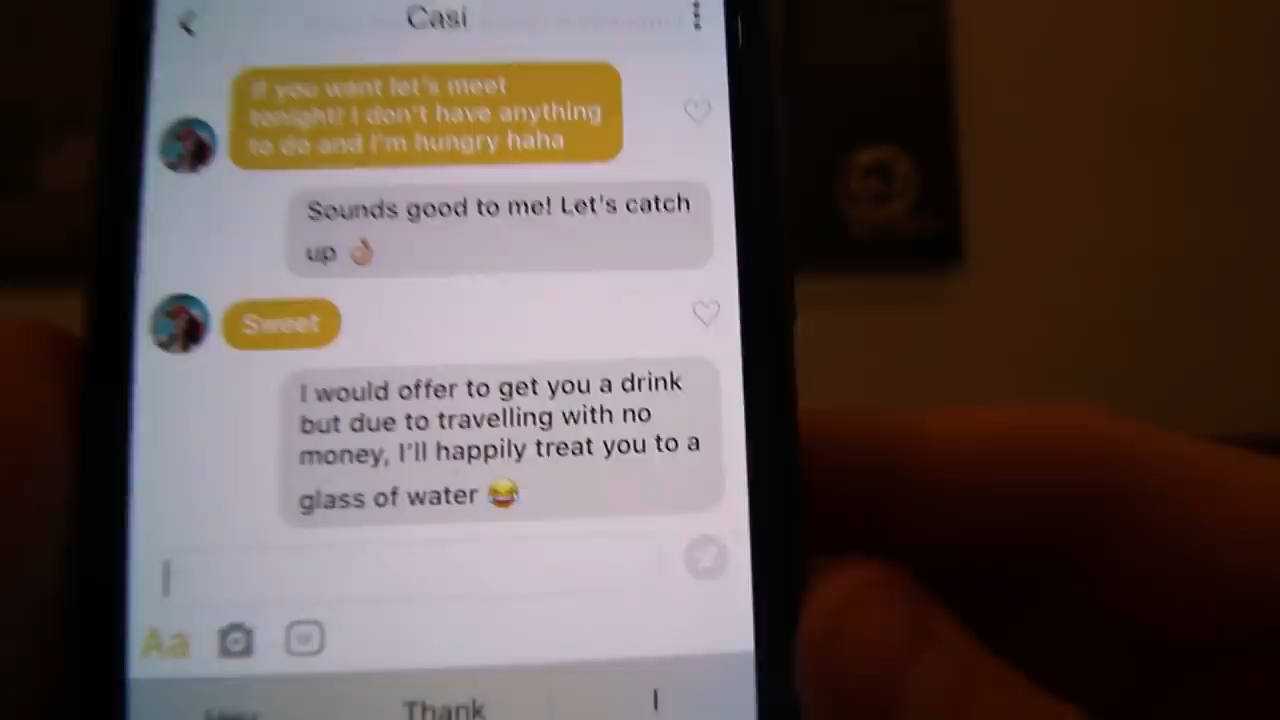 Casi
If you want let's meet
tonight! I don't have anything
to do and I'm hungry haha
Sounds good to me! Let's catch
up 👌🏼
Sweet
I would offer to get you a drink
but due to travelling with no
money, I'll happily treat you to a
glass of water 😂
Aa
Thank
I